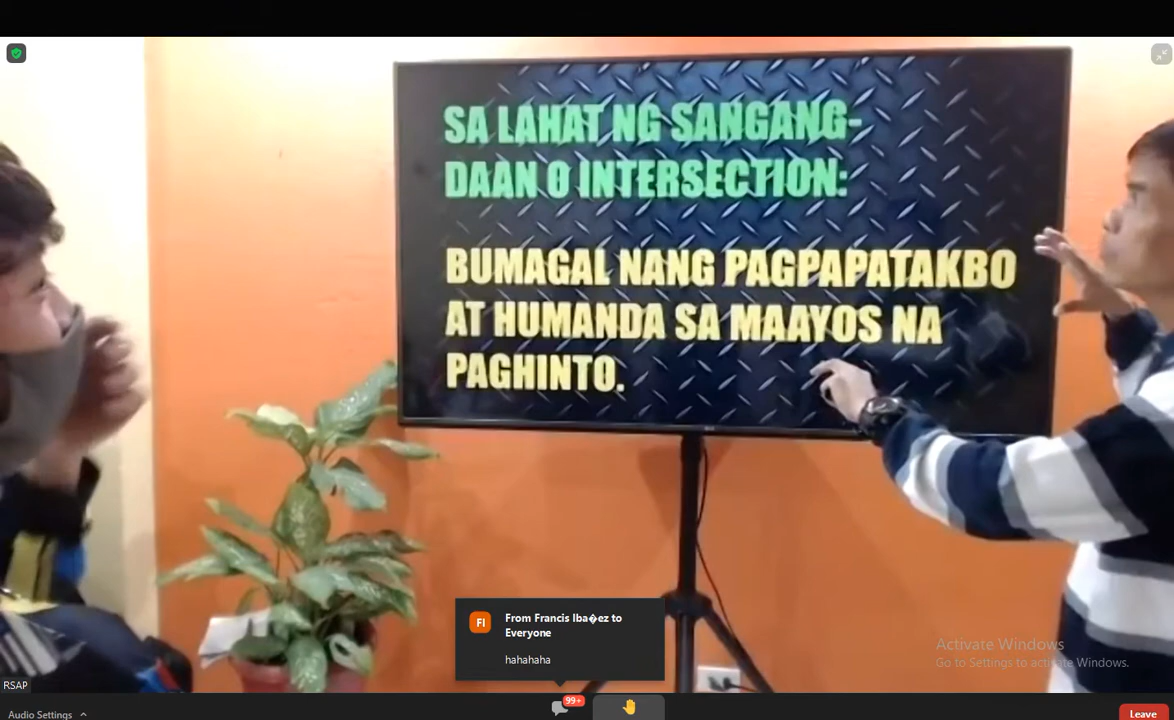 SA LAHAT NG SANGANG-
DAAN O INTERSECTION:
BUMAGAL NANG PAGPAPATAKBO
AT HUMANDA SA MAAYOS NA
PAGHINTO.
From Francis Iba�ez to
Everyone
FI
hahahaha
Activate Windows
Go to Settings to activate Windows.
RSAP
99+
Audio Settings
Leave